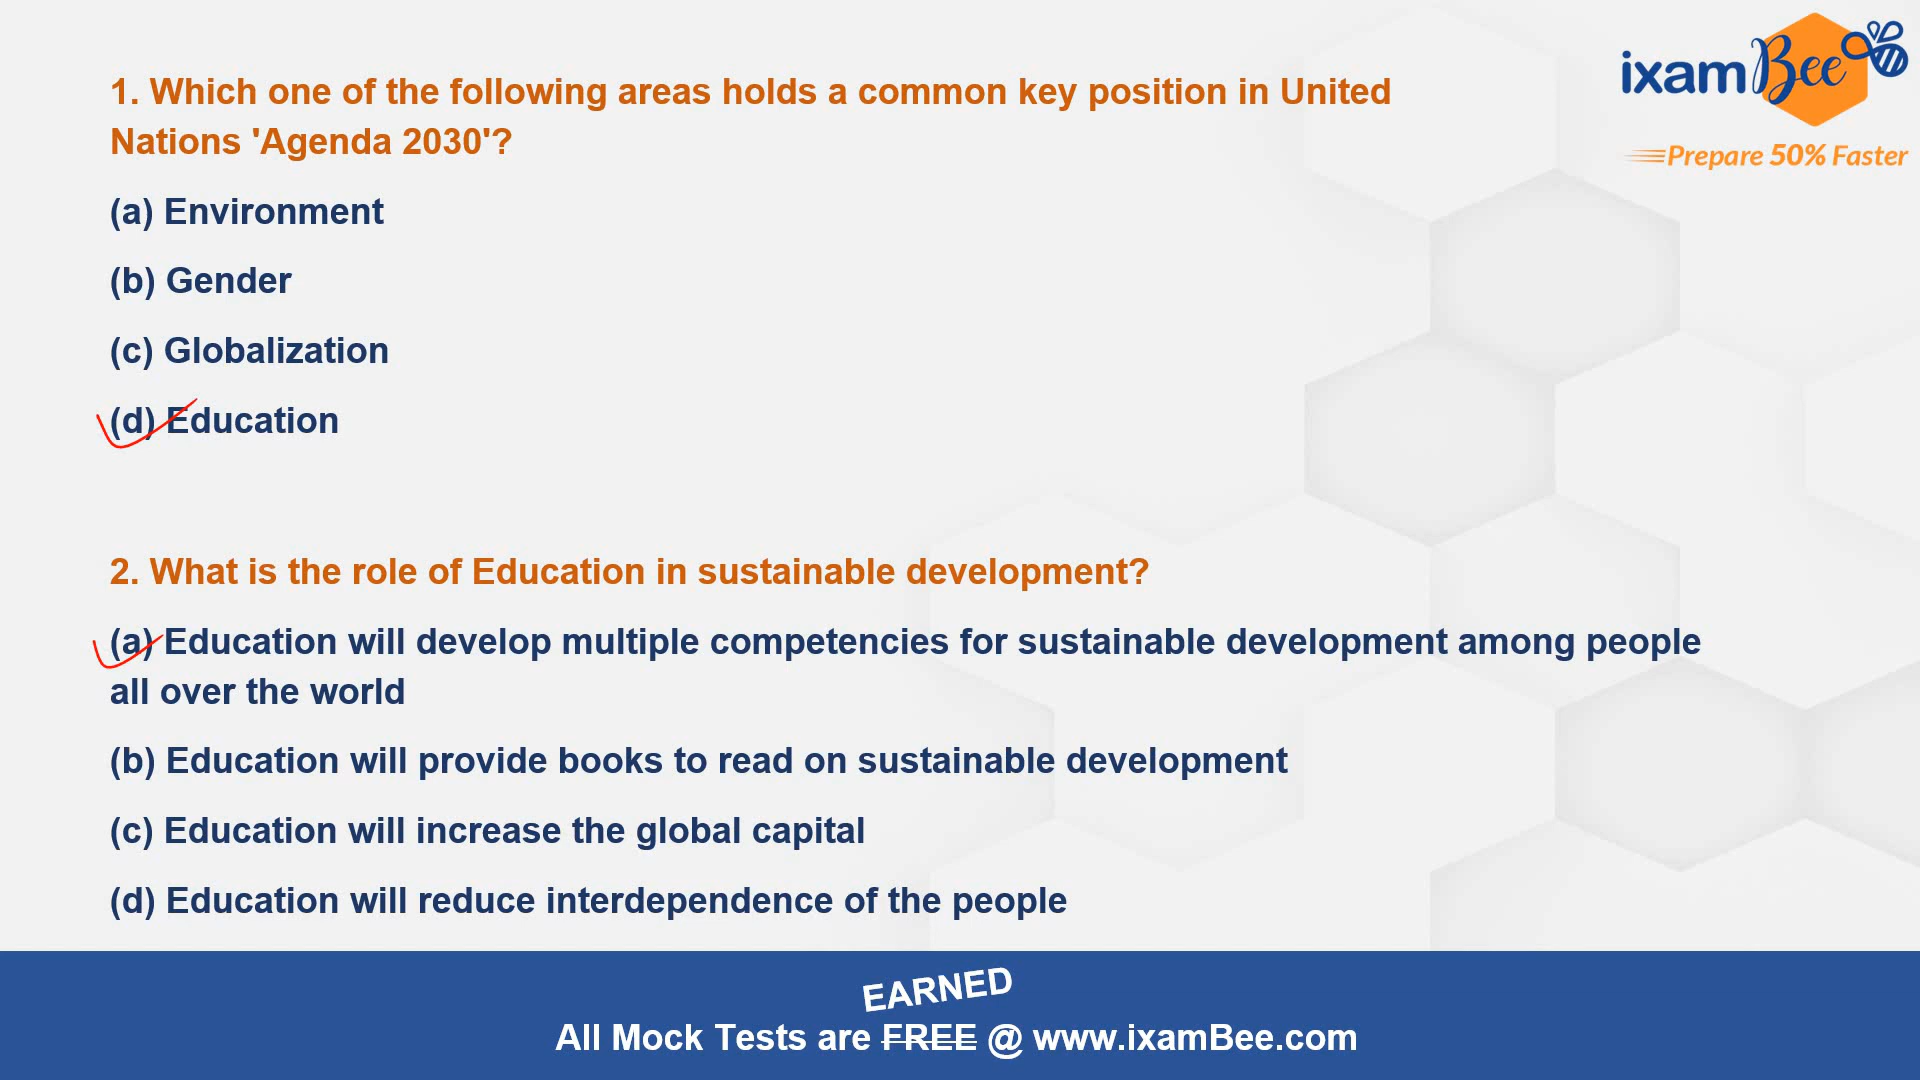 ixamBee
Prepare 50% Faster
1. Which one of the following areas holds a common key position in United
Nations 'Agenda 2030'?
(a) Environment
(b) Gender
(c) Globalization
(d) Education
2. What is the role of Education in sustainable development?
(a) Education will develop multiple competencies for sustainable development among people
all over the world
(b) Education will provide books to read on sustainable development
(c) Education will increase the global capital
(d) Education will reduce interdependence of the people
EARNED
All Mock Tests are FREE @ www.ixamBee.com